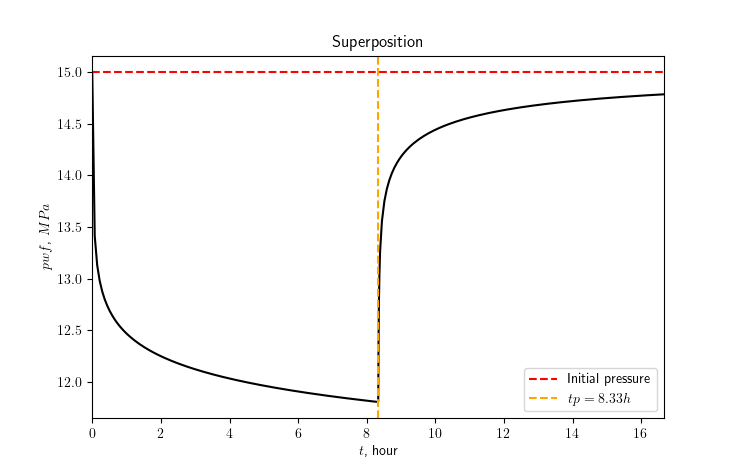 Superposition
pwf, MPa
15.0
14.5
14.0
13.5
13.0
12.5
12.0
Initial pressure
tp = 8.33h
0 2 4 6 8 10 12 14 16
t, hour